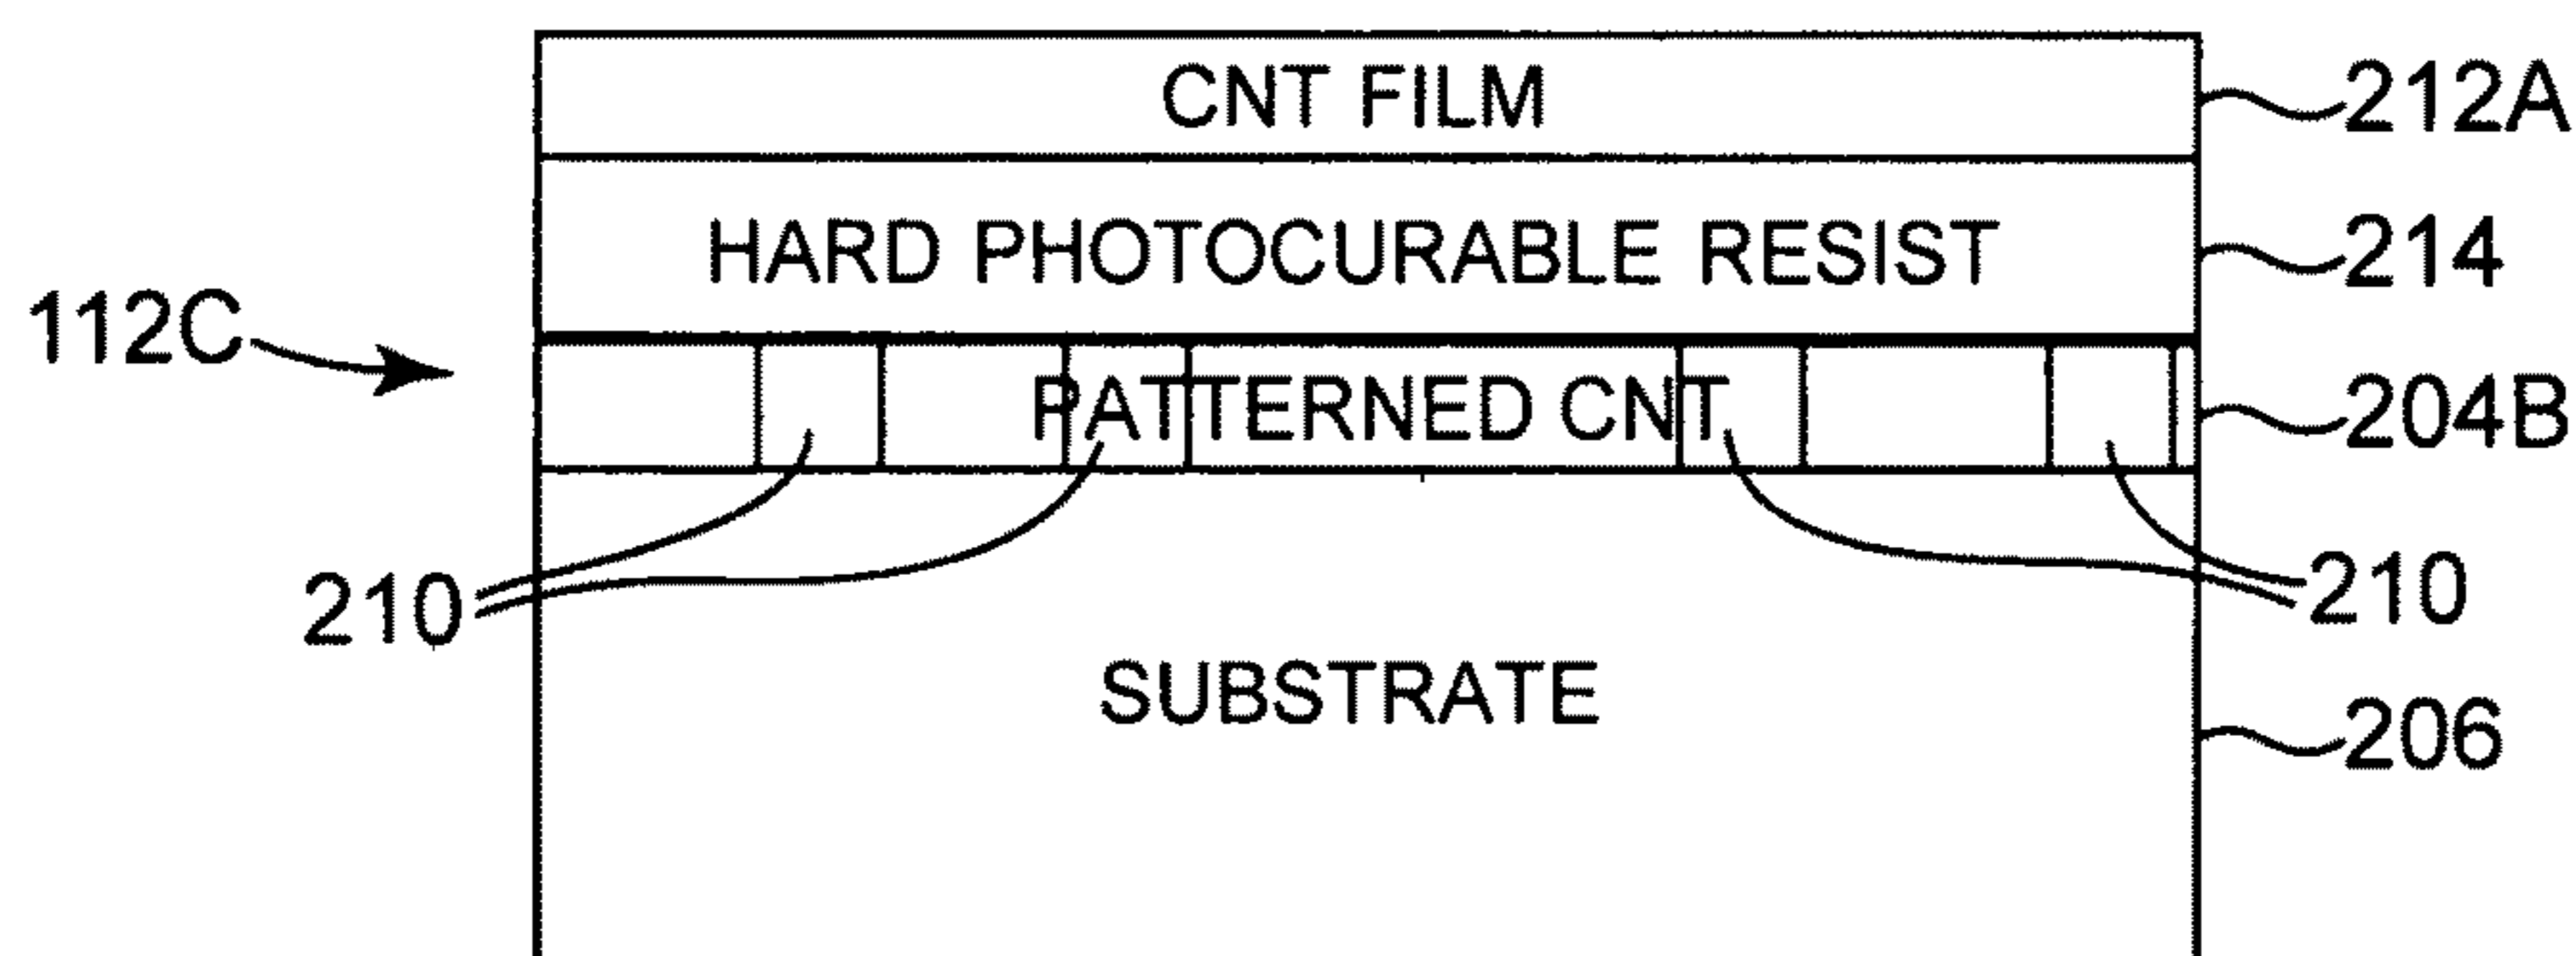 CNT FILM
212A
HARD PHOTOCURABLE RESIST
214
112C
PATTERNED CNT
204B
210
210
SUBSTRATE
206